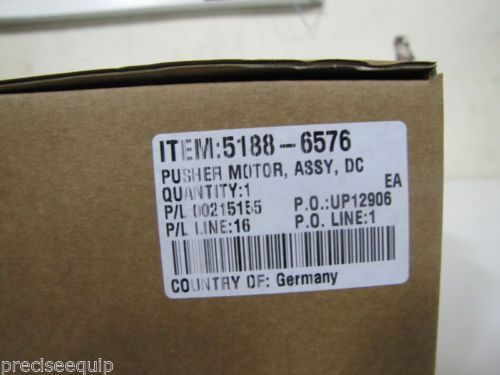 ITEM:5188-6576
PUSHER MOTOR, ASSY, DC
QUANTITY:1 EA
P/L 00215155 P.O.:UP12906
P/L LINE:16 P.O. LINE:1
COUNTRY OF: Germany
preciseequip